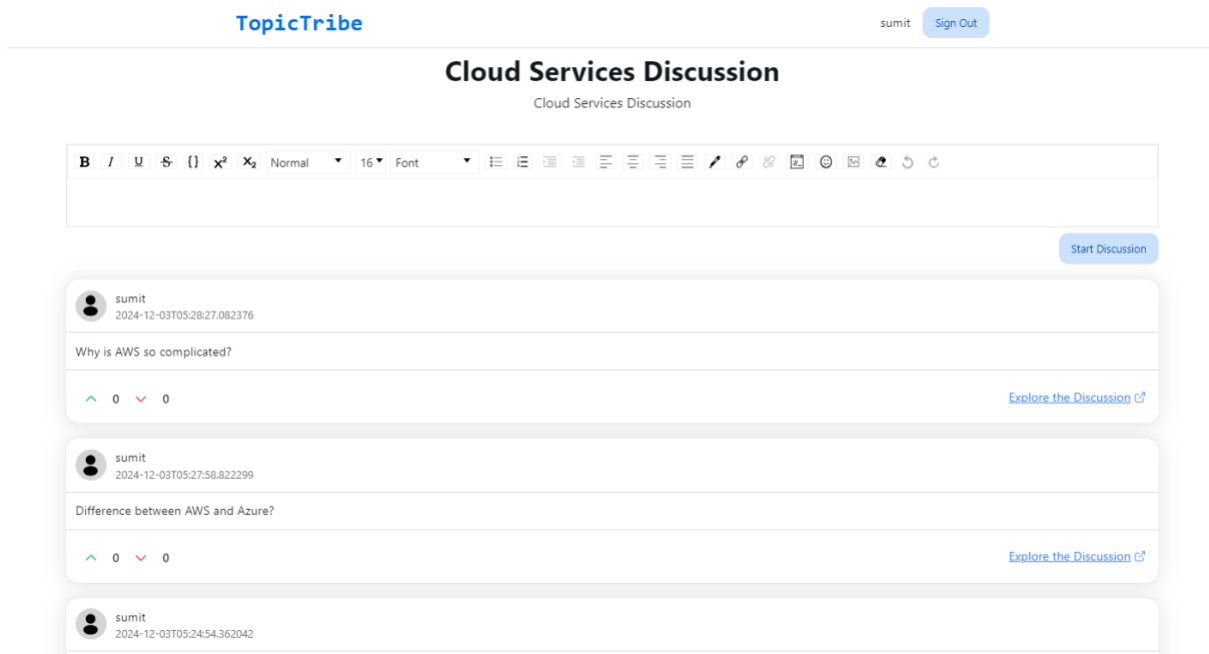 TopicTribe sumit Sign Out
Cloud Services Discussion
Cloud Services Discussion
B I U S {} X² X₂ Normal 16 Font
Start Discussion
sumit
2024-12-03T05:28:27.082376
Why is AWS so complicated?
0 0 Explore the Discussion
sumit
2024-12-03T05:27:58.822299
Difference between AWS and Azure?
0 0 Explore the Discussion
sumit
2024-12-03T05:24:54.362042